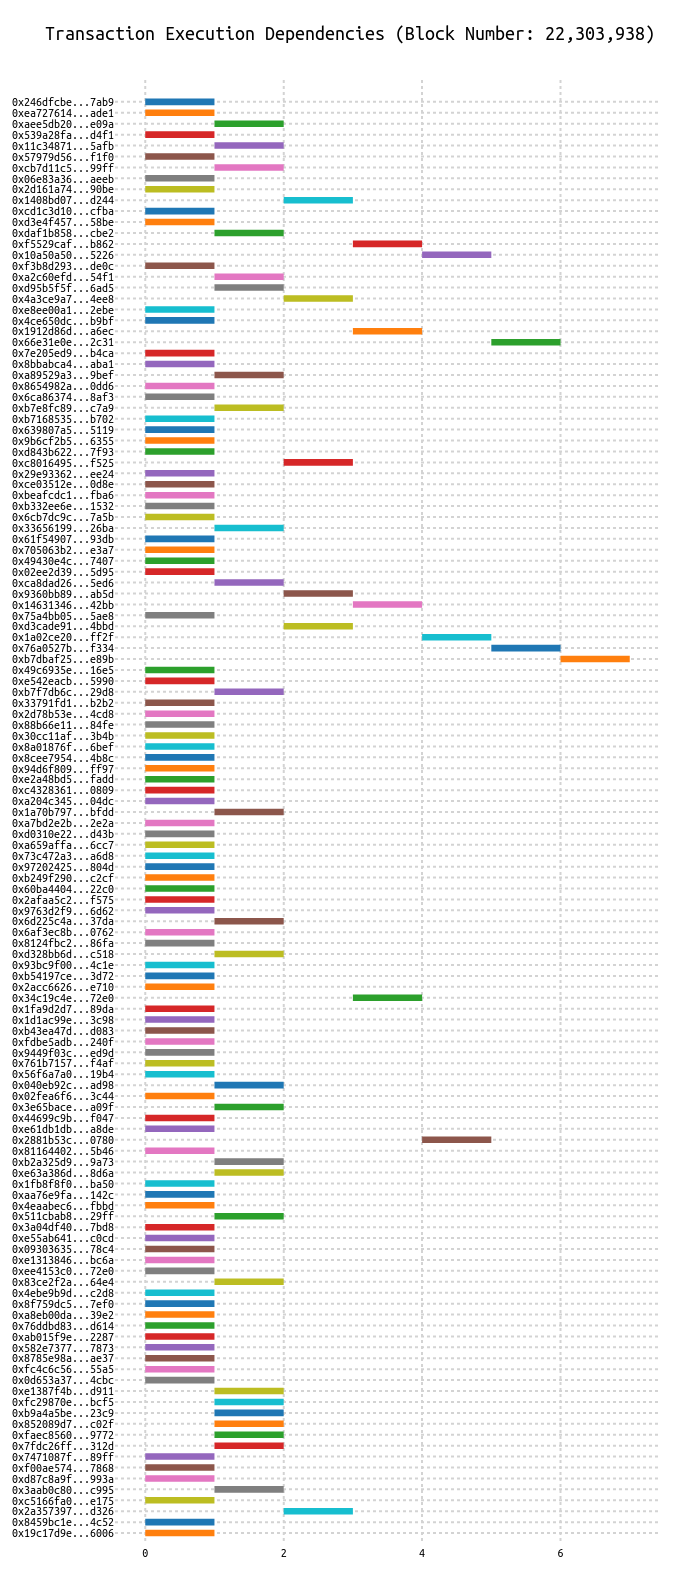 Transaction Execution Dependencies (Block Number: 22,303,938)
0x246dfcbe...7ab9
0xea727614...ade1
0xaee5db20...e09a
0x539a28fa...d4f1
0x11c34871...5afb
0x57979d56...f1f0
0xcb7d11c5...99ff
0x06e83a36...aeeb
0x2d161a74...90be
0x1408bd07...d244
0xcd1c3d10...cfba
0xd3e4f457...58be
0xdaf1b858...cbe2
0xf5529caf...b862
0x10a50a50...5226
0xf3b8d293...de0c
0xa2c60efd...54f1
0xd95b5f5f...6ad5
0x4a3ce9a7...4ee8
0xe8ee00a1...2ebe
0x4ce650dc...b9bf
0x1912d86d...a6ec
0x66e31e0e...2c31
0x7e205ed9...b4ca
0x8bbabca4...aba1
0xa89529a3...9bef
0x8654982a...0dd6
0x6ca86374...8af3
0xb7e8fc89...c7a9
0xb7168535...b702
0x639807a5...5119
0x9b6cf2b5...6355
0xd843b622...7f93
0xc8016495...f525
0x29e93362...ee24
0xce03512e...0d8e
0xbeafcdc1...fba6
0xb332ee6e...1532
0x6cb7dc9c...7a5b
0x33656199...26ba
0x61f54907...93db
0x705063b2...e3a7
0x49430e4c...7407
0x02ee2d39...5d95
0xca8dad26...5ed6
0x9360bb89...ab5d
0x14631346...42bb
0x75a4bb05...5ae8
0xd3cade91...4bbd
0x1a02ce20...ff2f
0x76a0527b...f334
0xb7dbaf25...e89b
0x49c6935e...16e5
0xe542eacb...5990
0xb7f7db6c...29d8
0x33791fd1...b2b2
0x2d78b53e...4cd8
0x88b66e11...84fe
0x30cc11af...3b4b
0x8a01876f...6bef
0x8cee7954...4b8c
0x94d6f809...ff97
0xe2a48bd5...fadd
0xc4328361...0809
0xa204c345...04dc
0x1a70b797...bfdd
0xa7bd2e2b...2e2a
0xd0310e22...d43b
0xa659affa...6cc7
0x73c472a3...a6d8
0x97202425...804d
0xb249f290...c2cf
0x60ba4404...22c0
0x2afaa5c2...f575
0x9763d2f9...6d62
0x6d225c4a...37da
0x6af3ec8b...0762
0x8124fbc2...86fa
0xd328bb6d...c518
0x93bc9f00...4c1e
0xb54197ce...3d72
0x2acc6626...e710
0x34c19c4e...72e0
0x1fa9d2d7...89da
0x1d1ac99e...3c98
0xb43ea47d...d083
0xfdbe5adb...240f
0x9449f03c...ed9d
0x761b7157...f4af
0x56f6a7a0...19b4
0x040eb92c...ad98
0x02fea6f6...3c44
0x3e65bace...a09f
0x44699c9b...f047
0xe61db1db...a8de
0x2881b53c...0780
0x81164402...5b46
0xb2a325d9...9a73
0xe63a386d...8d6a
0x1fb8f8f0...ba50
0xaa76e9fa...142c
0x4eaabec6...fbbd
0x511cbab8...29ff
0x3a04df40...7bd8
0xe55ab641...c0cd
0x09303635...78c4
0xe1313846...bc6a
0xee4153c0...72e0
0x83ce2f2a...64e4
0x4ebe9b9d...c2d8
0x8f759dc5...7ef0
0xa8eb00da...39e2
0x76ddbd83...d614
0xab015f9e...2287
0x582e7377...7873
0x8785e98a...ae37
0xfc4c6c56...55a5
0x0d653a37...4cbc
0xe1387f4b...d911
0xfc29870e...bcf5
0xb9a4a5be...23c9
0x852089d7...c02f
0xfaec8560...9772
0x7fdc26ff...312d
0x7471087f...89ff
0xf00ae574...7868
0xd87c8a9f...993a
0x3aab0c80...c995
0xc5166fa0...e175
0x2a357397...d326
0x8459bc1e...4c52
0x19c17d9e...6006
0 2 4 6